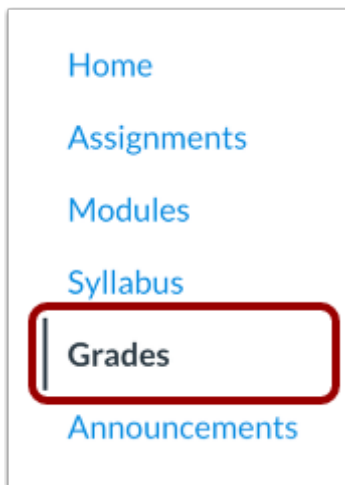 Home
Assignments
Modules
Syllabus
Grades
Announcements